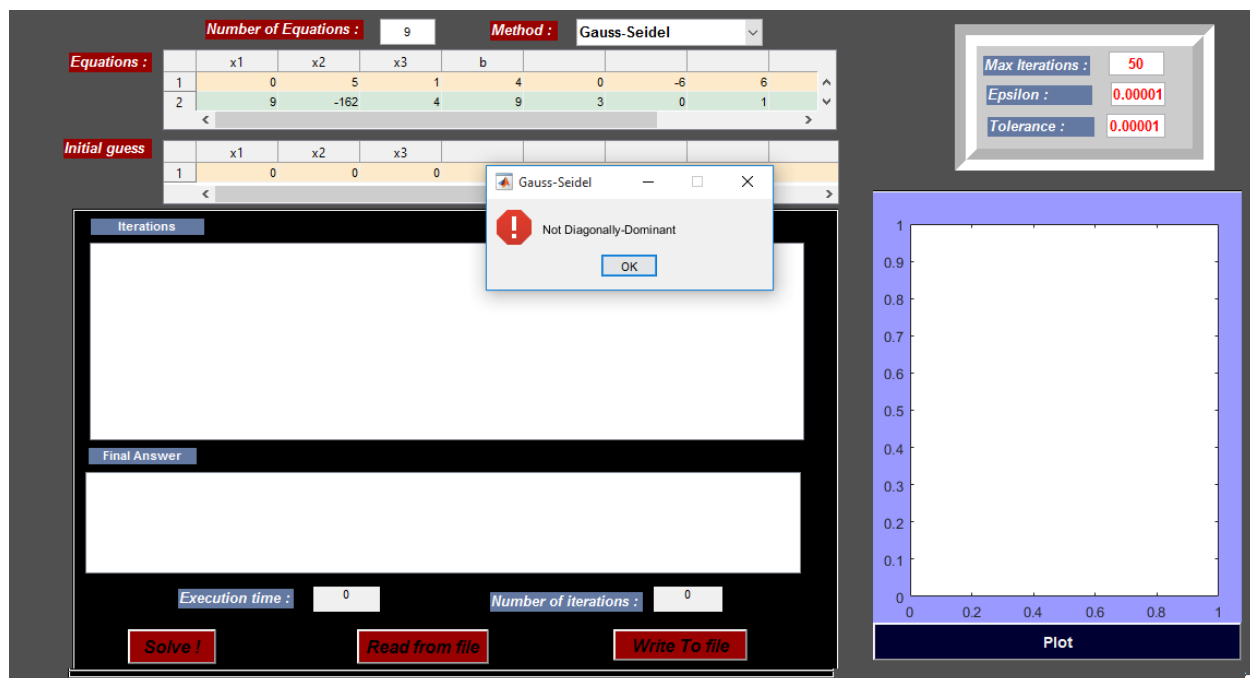 Number of Equations : 9 Method : Gauss-Seidel
Equations : x1 x2 x3 b
1 0 5 1 4 0 -6 6
2 9 -162 4 9 3 0 1
Max Iterations : 50
Epsilon : 0.00001
Tolerance : 0.00001
Initial guess x1 x2 x3
1 0 0 0
Gauss-Seidel
Not Diagonally-Dominant
OK
Iterations
Final Answer
Execution time : 0 Number of iterations : 0
Solve ! Read from file Write To file
1
0.9
0.8
0.7
0.6
0.5
0.4
0.3
0.2
0.1
0
0 0.2 0.4 0.6 0.8 1
Plot